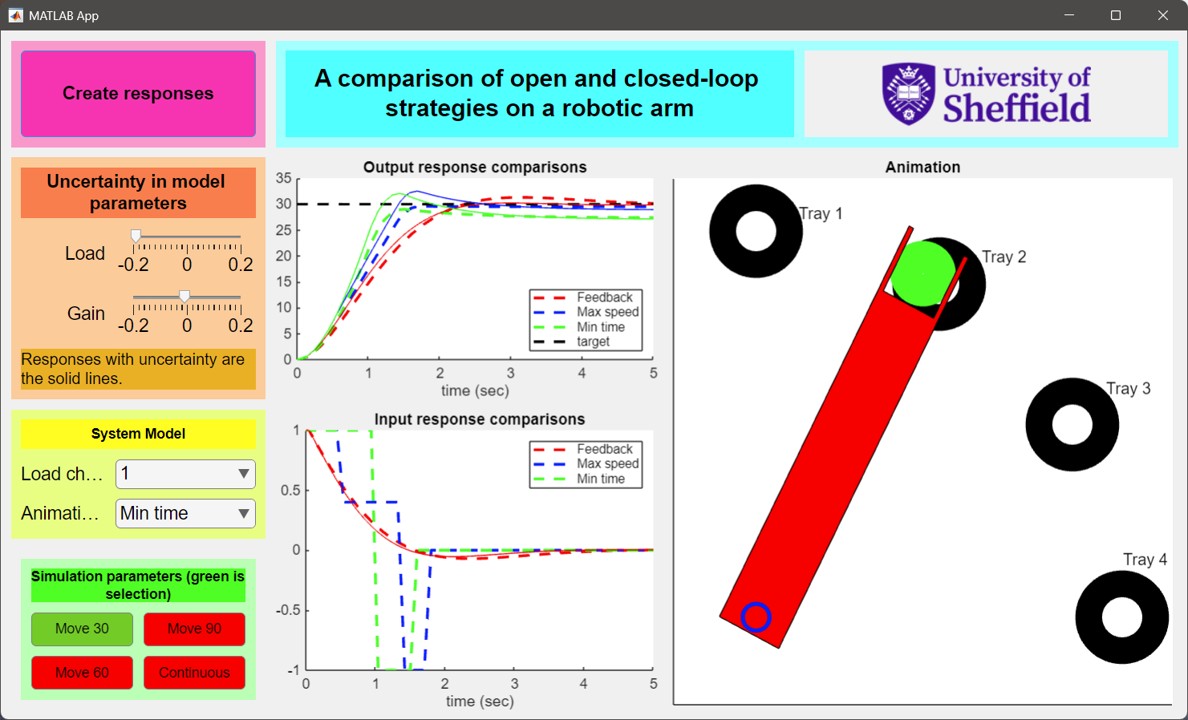 MATLAB App
Create responses
A comparison of open and closed-loop
strategies on a robotic arm
University of
Sheffield
Uncertainty in model
parameters
Load
-0.2 0 0.2
Gain
-0.2 0 0.2
Responses with uncertainty are
the solid lines.
System Model
Load ch... 1
Animati... Min time
Simulation parameters (green is
selection)
Move 30 Move 90
Move 60 Continuous
Output response comparisons
35
30
25
20
15
10
5
0
0 1 2 3 4 5
time (sec)
Feedback
Max speed
Min time
target
Input response comparisons
1
0.5
0
-0.5
-1
0 1 2 3 4 5
time (sec)
Feedback
Max speed
Min time
Animation
Tray 1
Tray 2
Tray 3
Tray 4